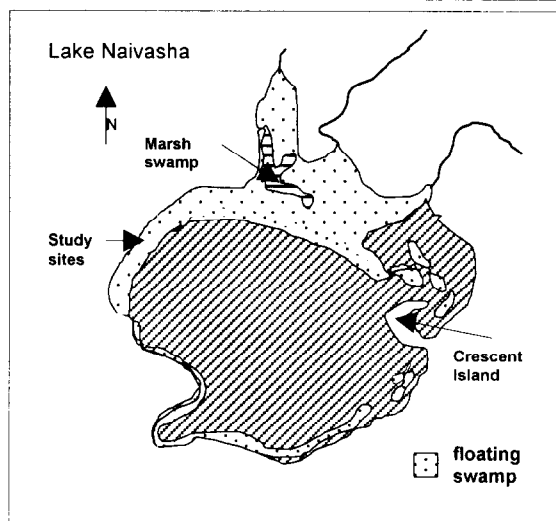 Lake Naivasha
N
Marsh
swamp
Study
sites
Crescent
Island
floating
swamp